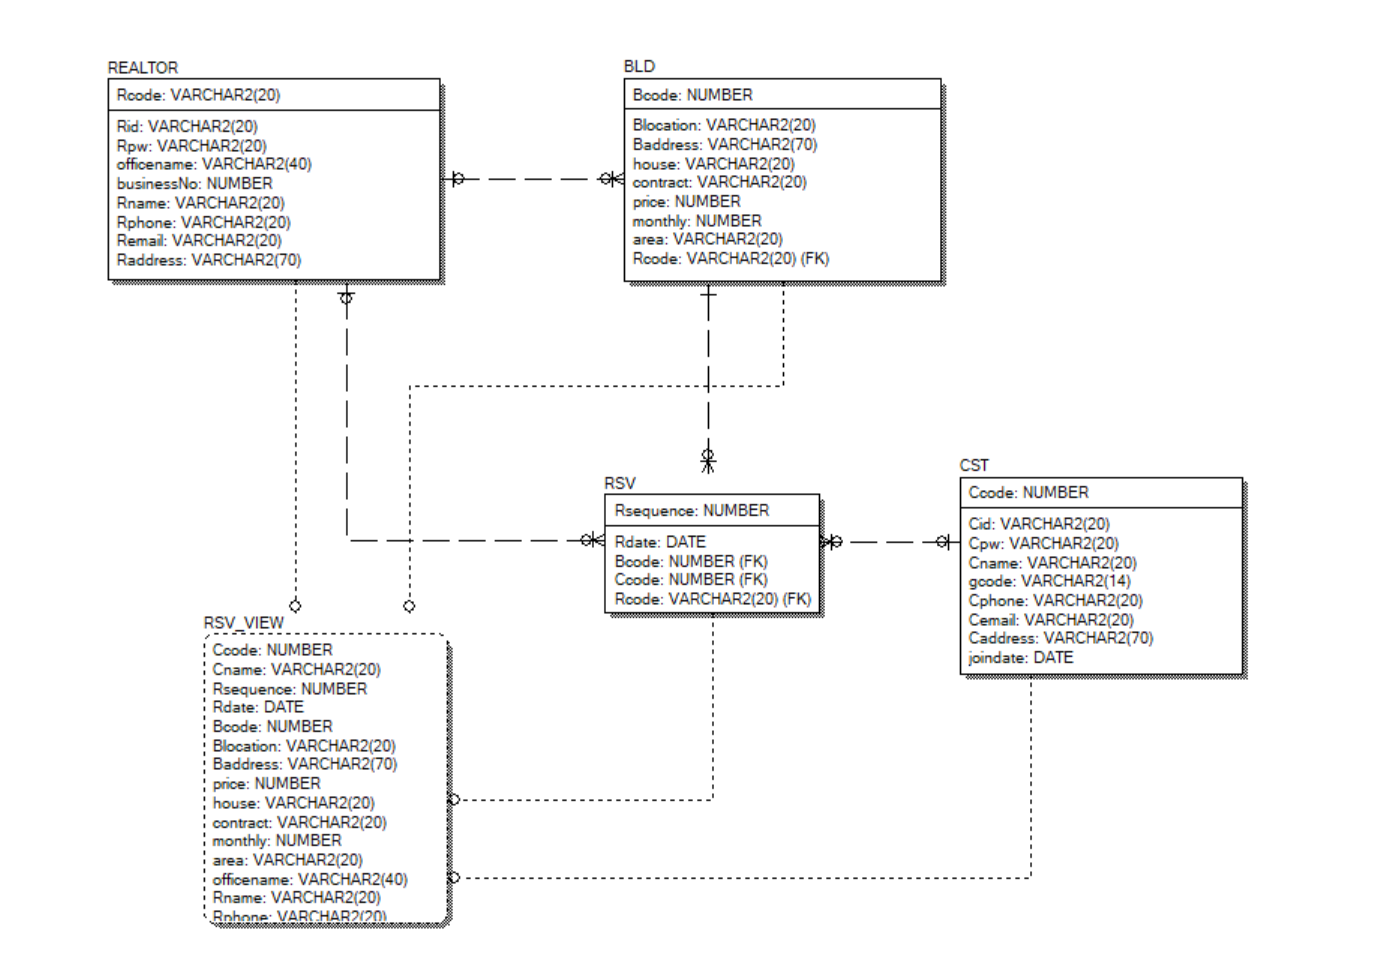 REALTOR
Rcode: VARCHAR2(20)
Rid: VARCHAR2(20)
Rpw: VARCHAR2(20)
officename: VARCHAR2(40)
businessNo: NUMBER
Rname: VARCHAR2(20)
Rphone: VARCHAR2(20)
Remail: VARCHAR2(20)
Raddress: VARCHAR2(70)
BLD
Bcode: NUMBER
Blocation: VARCHAR2(20)
Baddress: VARCHAR2(70)
house: VARCHAR2(20)
contract: VARCHAR2(20)
price: NUMBER
monthly: NUMBER
area: VARCHAR2(20)
Rcode: VARCHAR2(20) (FK)
RSV
Rsequence: NUMBER
Rdate: DATE
Bcode: NUMBER (FK)
Ccode: NUMBER (FK)
Rcode: VARCHAR2(20) (FK)
CST
Ccode: NUMBER
Cid: VARCHAR2(20)
Cpw: VARCHAR2(20)
Cname: VARCHAR2(20)
gcode: VARCHAR2(14)
Cphone: VARCHAR2(20)
Cemail: VARCHAR2(20)
Caddress: VARCHAR2(70)
joindate: DATE
RSV_VIEW
Ccode: NUMBER
Cname: VARCHAR2(20)
Rsequence: NUMBER
Rdate: DATE
Bcode: NUMBER
Blocation: VARCHAR2(20)
Baddress: VARCHAR2(70)
price: NUMBER
house: VARCHAR2(20)
contract: VARCHAR2(20)
monthly: NUMBER
area: VARCHAR2(20)
officename: VARCHAR2(40)
Rname: VARCHAR2(20)
Rphone: VARCHAR2(20)